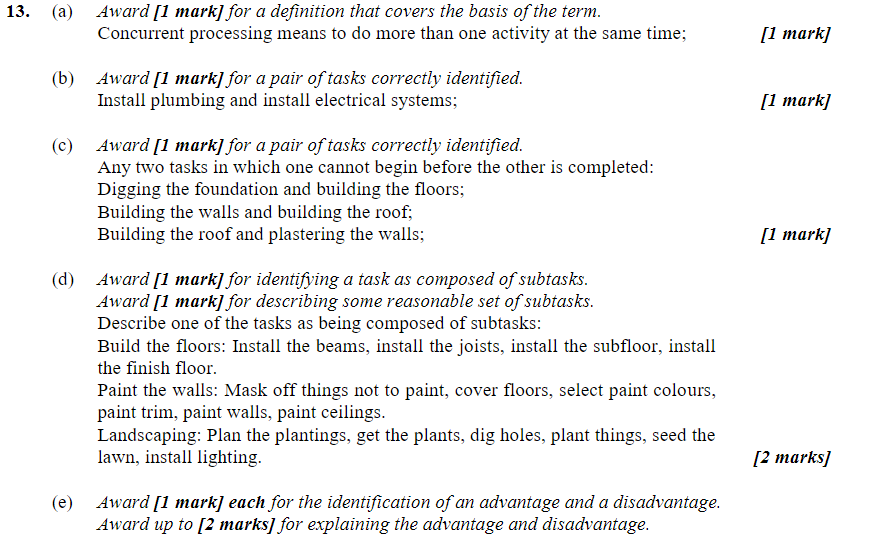 13. (a) Award [1 mark] for a definition that covers the basis of the term.
Concurrent processing means to do more than one activity at the same time; [1 mark]
(b) Award [1 mark] for a pair of tasks correctly identified.
Install plumbing and install electrical systems; [1 mark]
(c) Award [1 mark] for a pair of tasks correctly identified.
Any two tasks in which one cannot begin before the other is completed:
Digging the foundation and building the floors;
Building the walls and building the roof;
Building the roof and plastering the walls; [1 mark]
(d) Award [1 mark] for identifying a task as composed of subtasks.
Award [1 mark] for describing some reasonable set of subtasks.
Describe one of the tasks as being composed of subtasks:
Build the floors: Install the beams, install the joists, install the subfloor, install
the finish floor.
Paint the walls: Mask off things not to paint, cover floors, select paint colours,
paint trim, paint walls, paint ceilings.
Landscaping: Plan the plantings, get the plants, dig holes, plant things, seed the
lawn, install lighting. [2 marks]
(e) Award [1 mark] each for the identification of an advantage and a disadvantage.
Award up to [2 marks] for explaining the advantage and disadvantage.